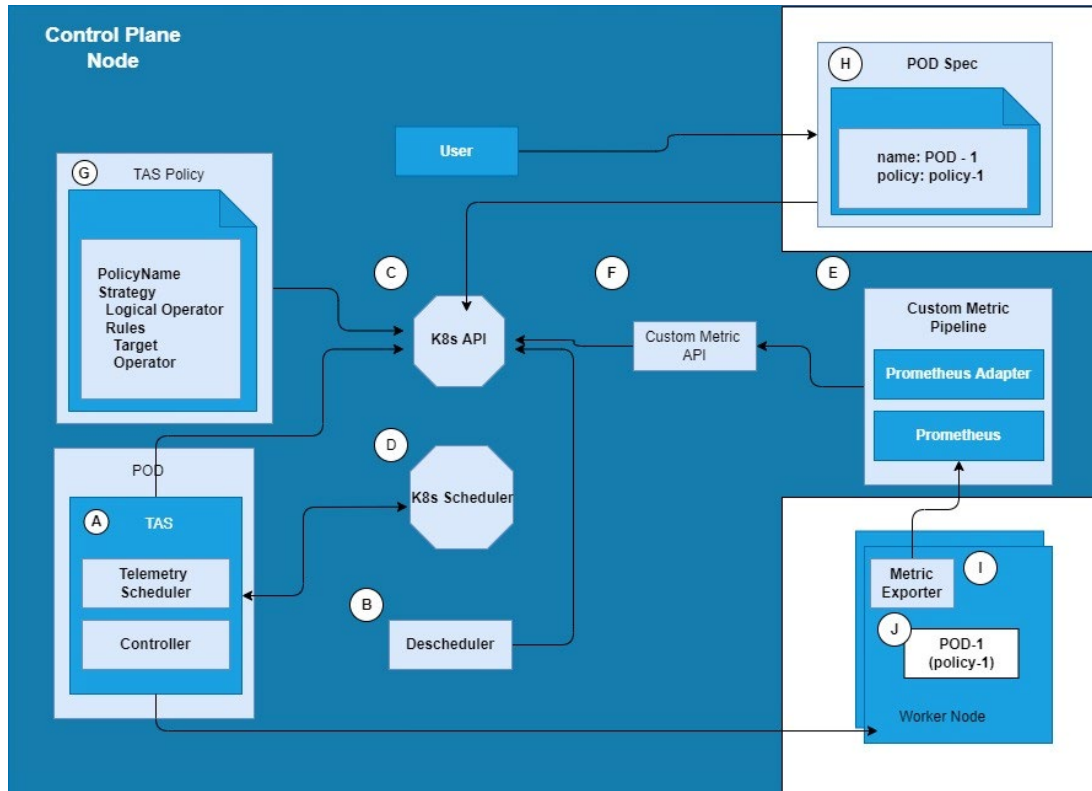 Control Plane
Node
H
POD Spec
name: POD - 1
policy: policy-1
User
G
TAS Policy
PolicyName
Strategy
Logical Operator
Rules
Target
Operator
C
K8s API
F
Custom Metric
API
E
Custom Metric
Pipeline
Prometheus Adapter
Prometheus
D
K8s Scheduler
POD
A
TAS
Telemetry
Scheduler
Controller
B
Descheduler
I
Metric
Exporter
J
POD-1
(policy-1)
Worker Node